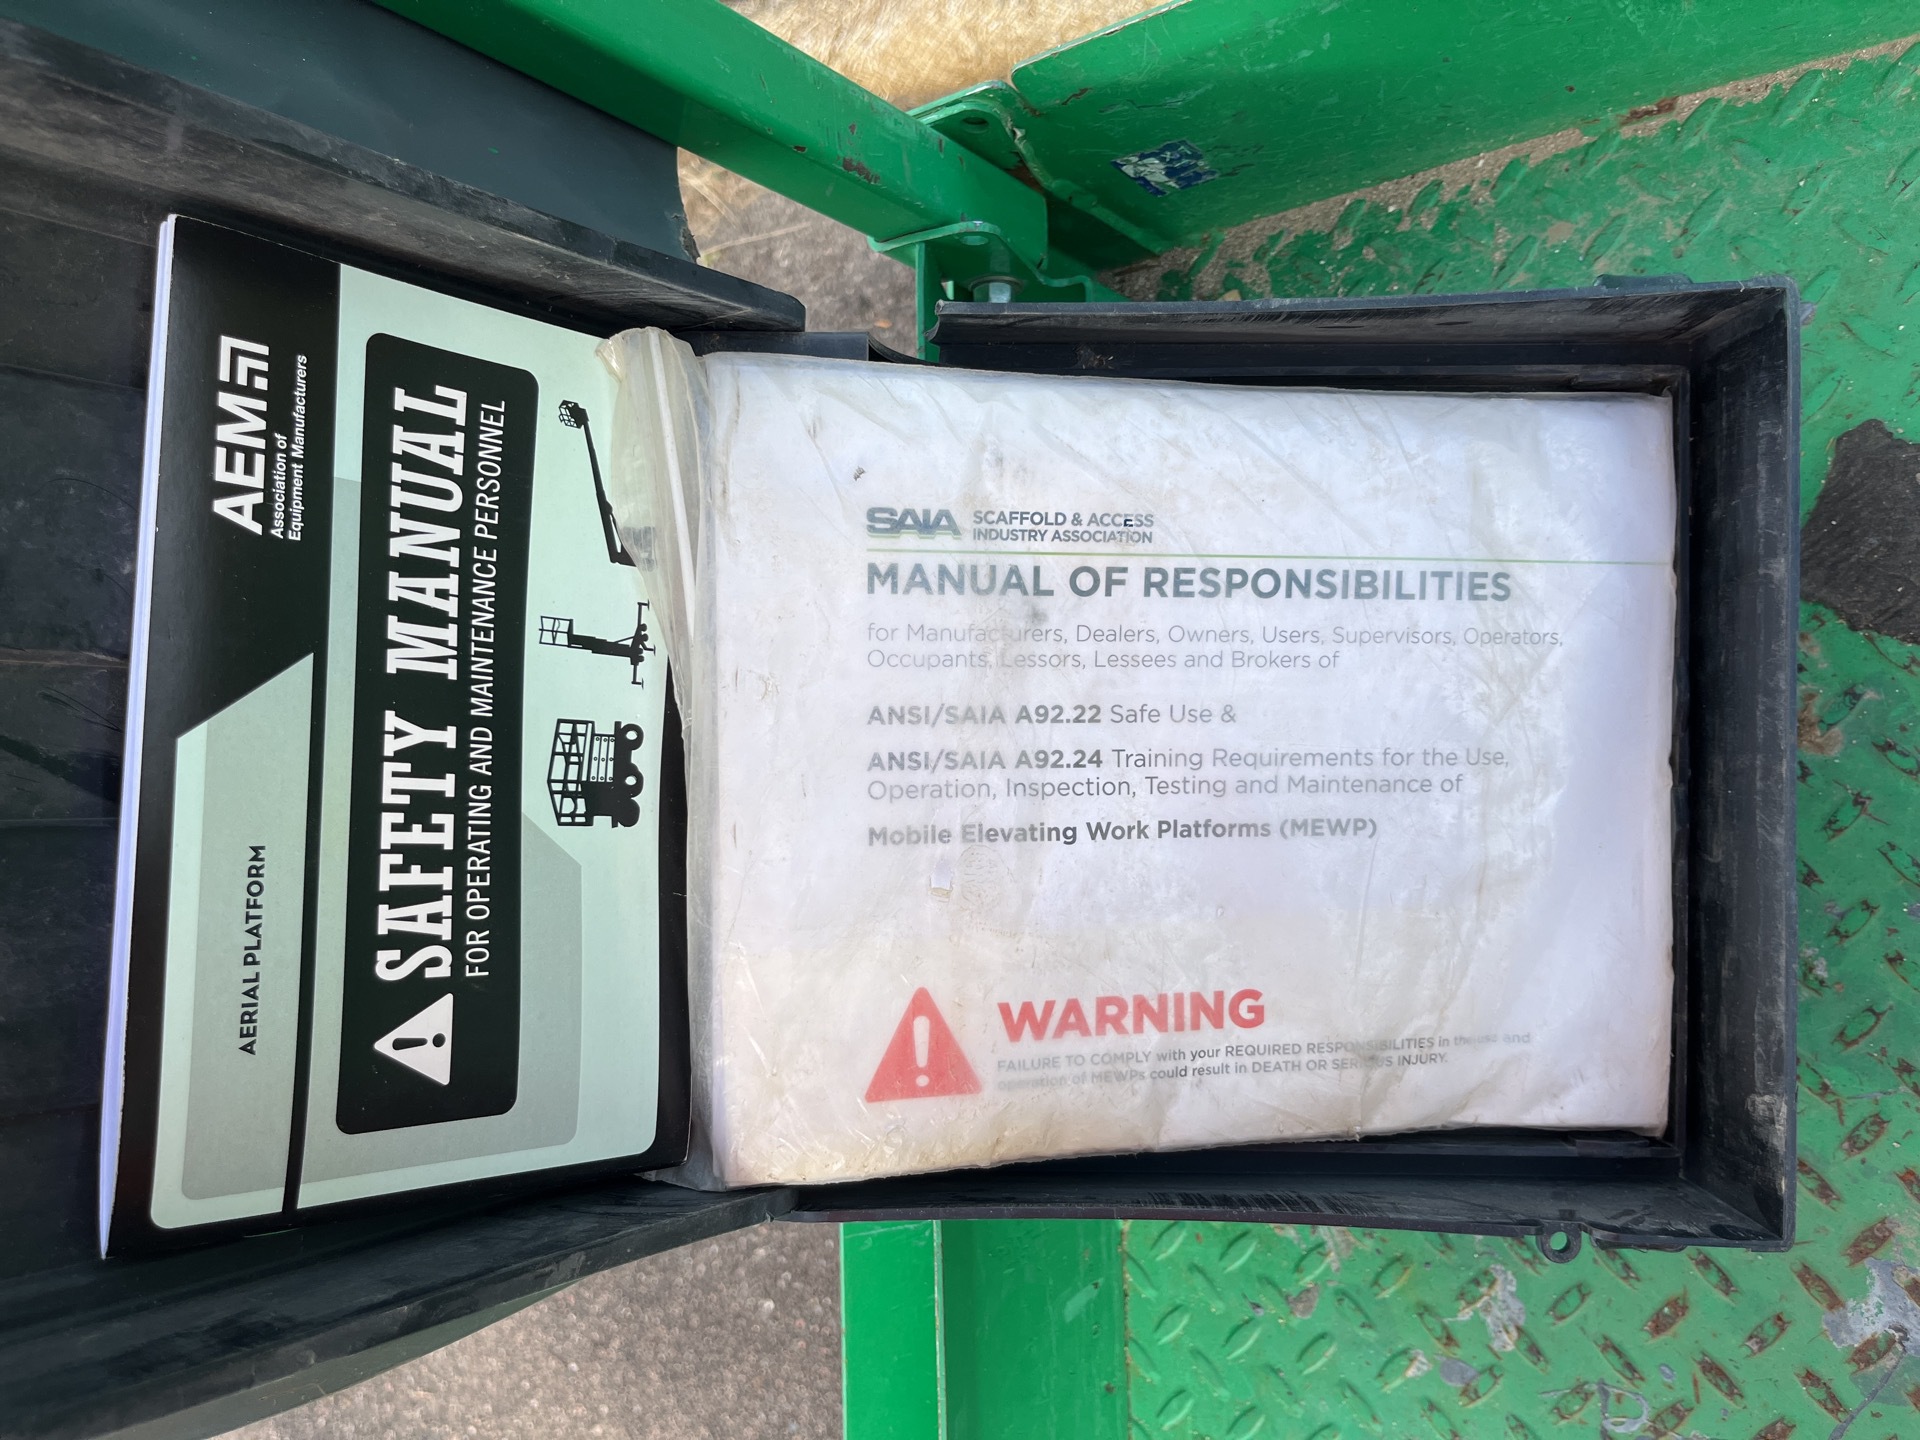 AEM
Association of
Equipment Manufacturers
SAFETY MANUAL
FOR OPERATING AND MAINTENANCE PERSONNEL
AERIAL PLATFORM
SAIA SCAFFOLD & ACCESS
INDUSTRY ASSOCIATION
MANUAL OF RESPONSIBILITIES
for Manufacturers, Dealers, Owners, Users, Supervisors, Operators,
Occupants, Lessors, Lessees and Brokers of
ANSI/SAIA A92.22 Safe Use &
ANSI/SAIA A92.24 Training Requirements for the Use,
Operation, Inspection, Testing and Maintenance of
Mobile Elevating Work Platforms (MEWP)
WARNING
FAILURE TO COMPLY with your REQUIRED RESPONSIBILITIES in the use and
operation of MEWPs could result in DEATH OR SERIOUS INJURY.